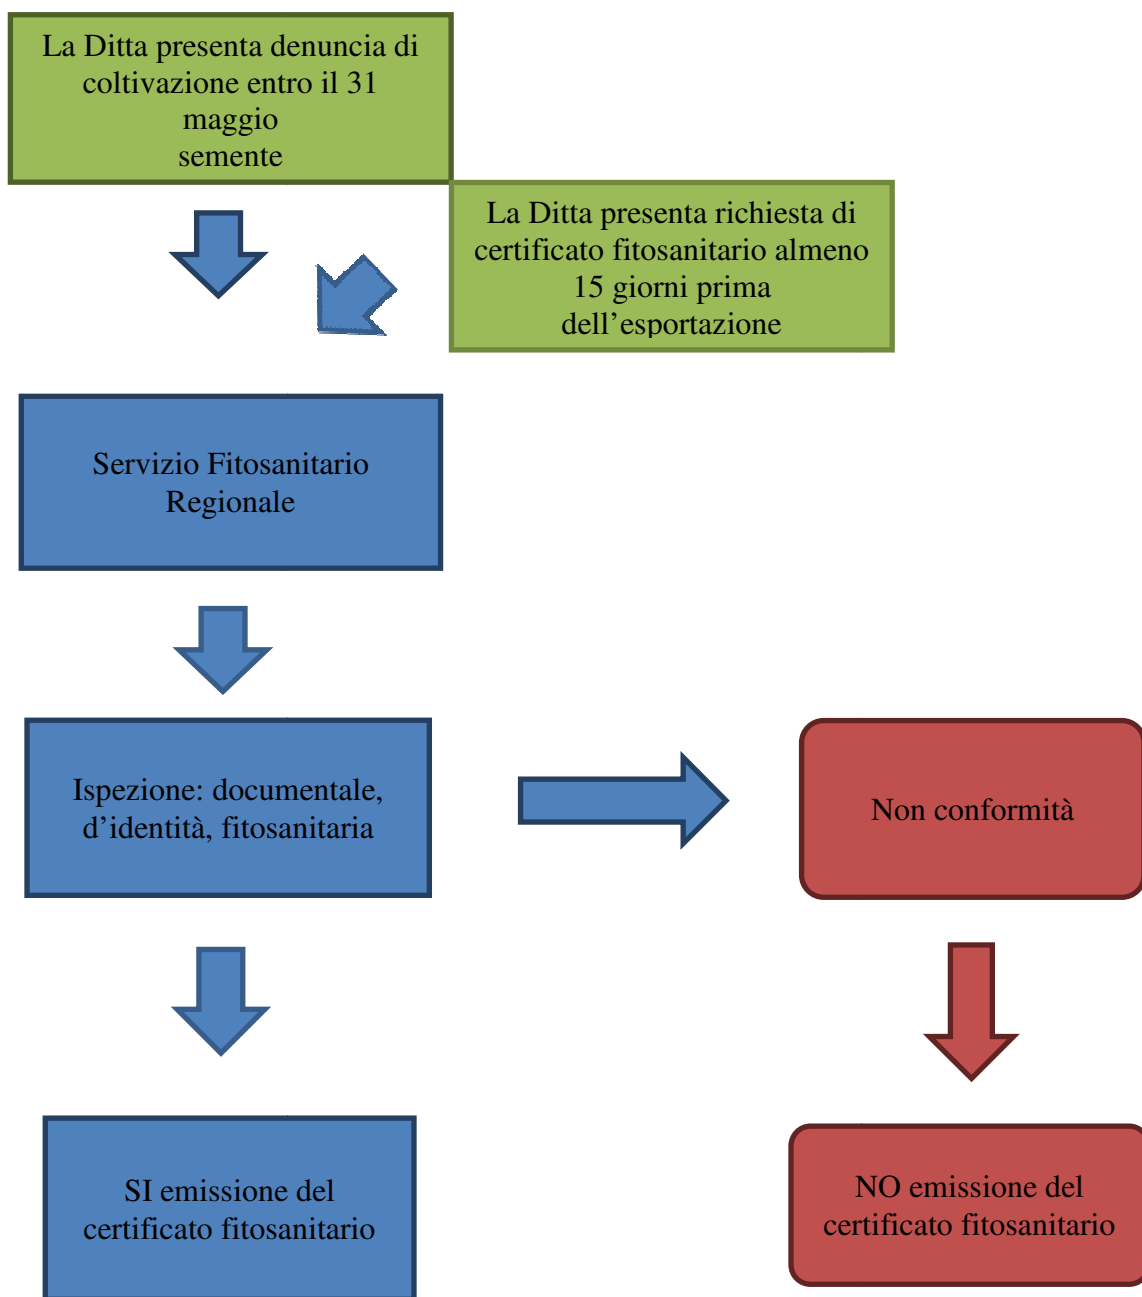 La Ditta presenta denuncia di
coltivazione entro il 31
maggio
semente
La Ditta presenta richiesta di
certificato fitosanitario almeno
15 giorni prima
dell’esportazione
Servizio Fitosanitario
Regionale
Ispezione: documentale,
d’identità, fitosanitaria
Non conformità
SI emissione del
certificato fitosanitario
NO emissione del
certificato fitosanitario